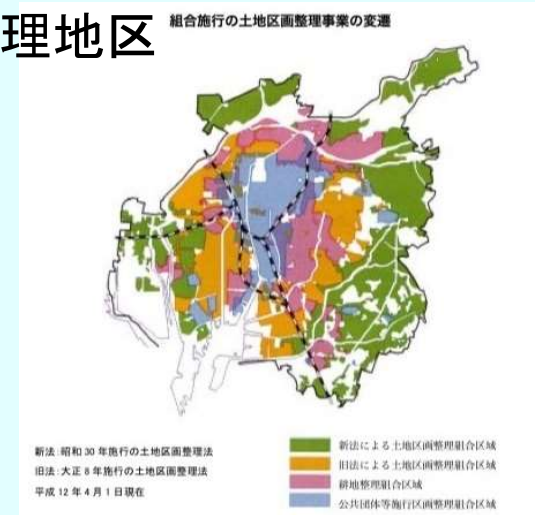 理地区
組合施行の土地区画整理事業の変遷
新法:昭和30年施行の土地区画整理法
旧法:大正8年施行の土地区画整理法
平成12年4月1日現在
新法による土地区画整理組合区域
旧法による土地区画整理組合区域
耕地整理組合区域
公共団体等施行区画整理組合区域